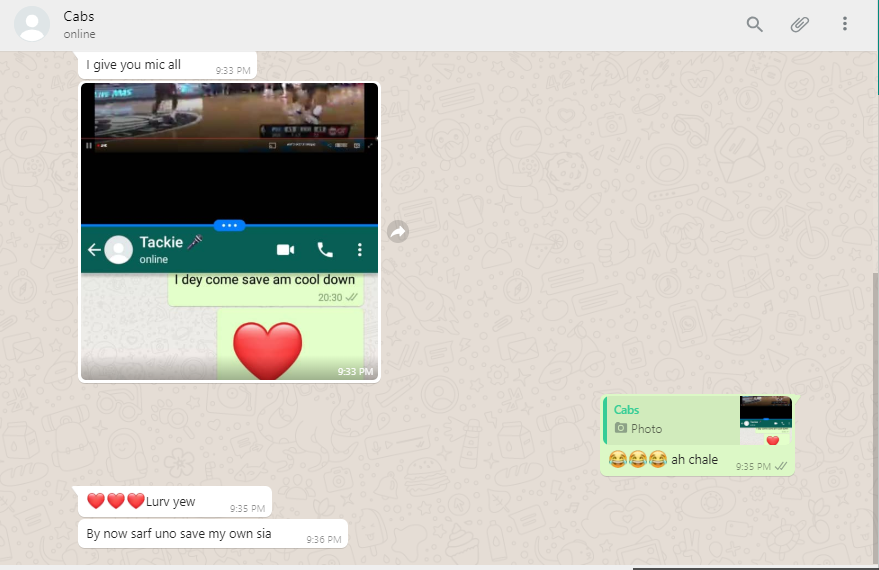 Cabs
online
I give you mic all
9:33 PM
Tackie 🎤
online
I dey come save am cool down
20:30
❤️
9:33 PM
Cabs
Photo
😂😂😂 ah chale
9:35 PM
❤️❤️❤️Lurv yew
9:35 PM
By now sarf uno save my own sia
9:36 PM